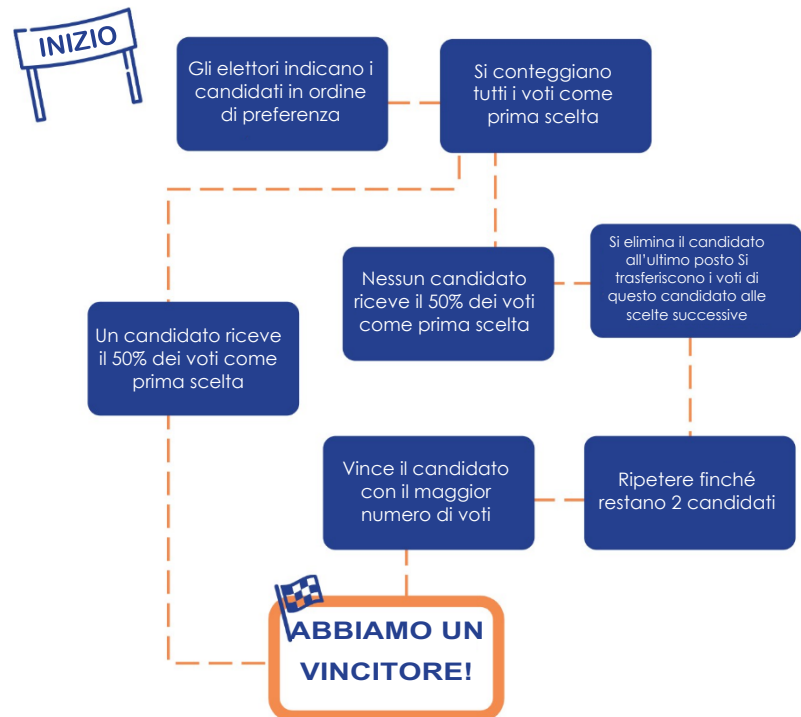 INIZIO
Gli elettori indicano i
candidati in ordine
di preferenza
Si conteggiano
tutti i voti come
prima scelta
Nessun candidato
riceve il 50% dei voti
come prima scelta
Si elimina il candidato
all'ultimo posto Si
trasferiscono i voti di
questo candidato alle
scelte successive
Un candidato riceve
il 50% dei voti come
prima scelta
Vince il candidato
con il maggior
numero di voti
Ripetere finché
restano 2 candidati
ABBIAMO UN
VINCITORE!